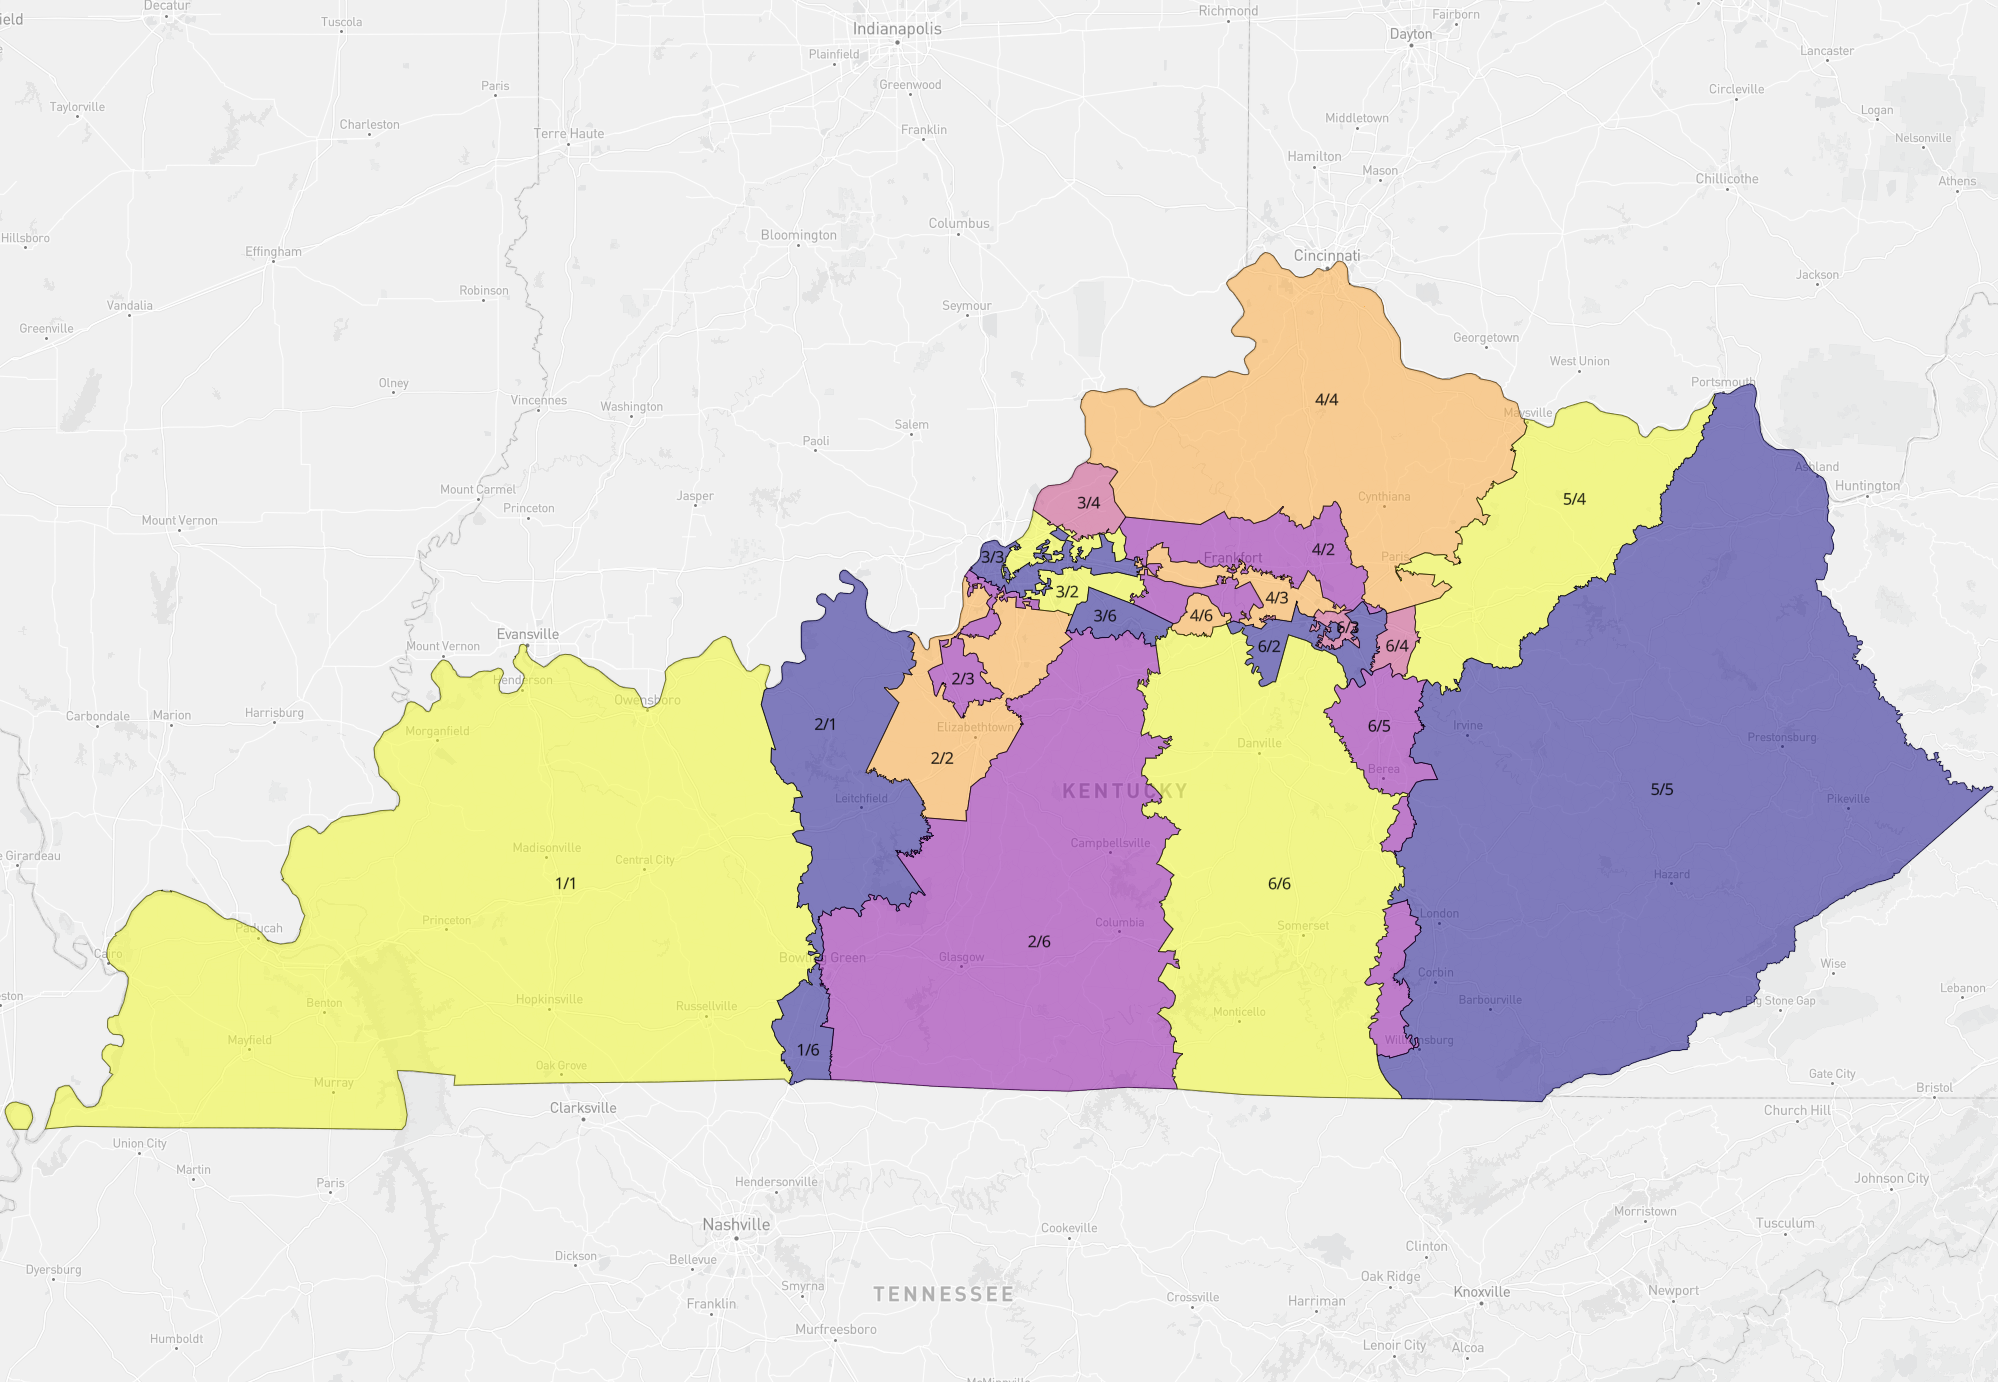 Decatur
Tuscola
Indianapolis
Richmond
Fairborn
Dayton
Lancaster
Plainfield
Greenwood
Paris
Taylorville
Charleston
Terre Haute
Franklin
Middletown
Circleville
Logan
Nelsonville
Hamilton
Mason
Chillicothe
Athens
Hillsboro
Effingham
Bloomington
Columbus
Cincinnati
Jackson
Vandalia
Robinson
Seymour
Greenville
Georgetown
West Union
Olney
Vincennes
Washington
Portsmouth
Salem
4/4
Maysville
Paoli
Ashland
Huntington
Mount Carmel
Jasper
Princeton
Mount Vernon
3/4
Cynthiana
5/4
3/3
Frankfort
4/2
Paris
3/2
4/3
3/6
4/6
6/3
Evansville
Mount Vernon
6/2
6/4
Henderson
2/3
Owensboro
Carbondale
Marion
Harrisburg
Morganfield
2/1
Elizabethtown
6/5
Irvine
Danville
Prestonsburg
2/2
Berea
KENTUCKY
5/5
Leitchfield
Pikeville
Madisonville
Central City
Campbellsville
Girardeau
1/1
6/6
Hazard
Princeton
Paducah
Columbia
London
Somerset
2/6
Cairo
Bowling Green
Glasgow
Corbin
Wise
Benton
Hopkinsville
Russellville
Barbourville
Big Stone Gap
Lebanon
Monticello
Mayfield
1/6
Williamsburg
Oak Grove
Murray
Gate City
Bristol
Clarksville
Church Hill
Union City
Martin
Paris
Hendersonville
Johnson City
Nashville
Cookeville
Morristown
Tusculum
Dickson
Bellevue
Clinton
Dyersburg
Smyrna
Oak Ridge
TENNESSEE
Crossville
Harriman
Knoxville
Newport
Franklin
Humboldt
Murfreesboro
Lenoir City
Alcoa